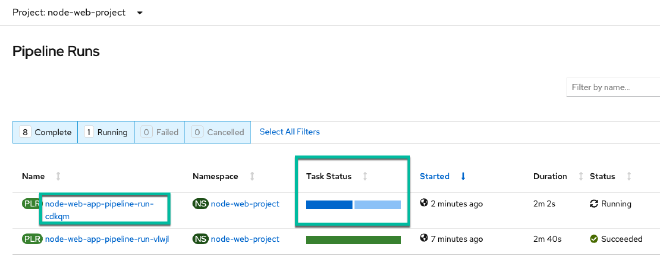 Project: node-web-project
Pipeline Runs
Filter by name...
8 Complete 1 Running 0 Failed 0 Cancelled Select All Filters
Name Namespace Task Status Started Duration Status
PLR node-web-app-pipeline-run-cdkqm NS node-web-project 2 minutes ago 2m 2s Running
PLR node-web-app-pipeline-run-vlwjl NS node-web-project 7 minutes ago 2m 40s Succeeded